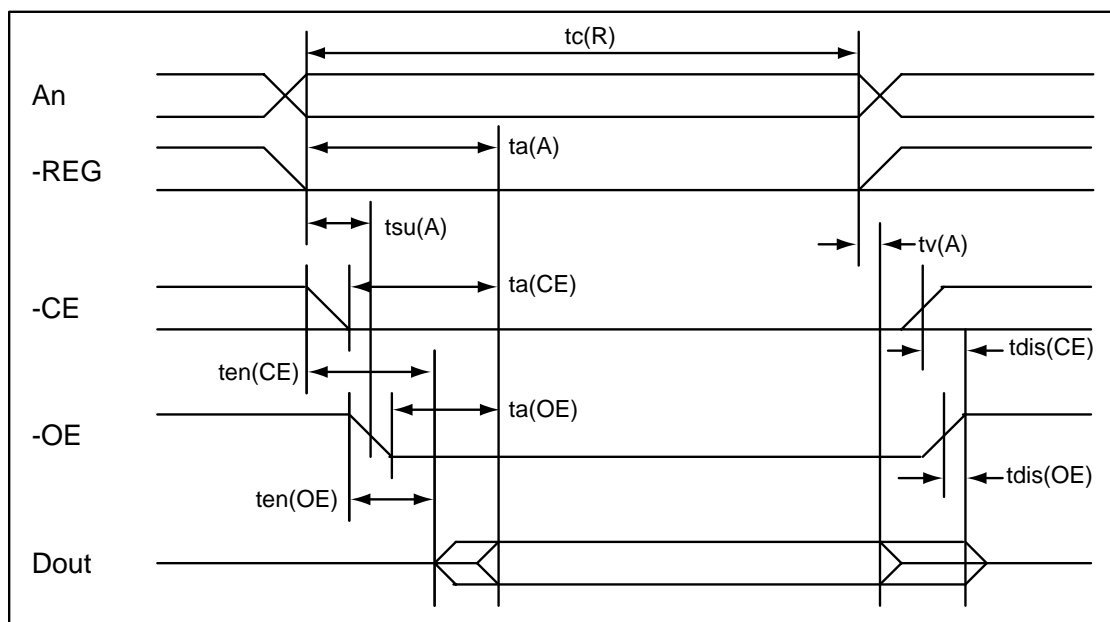 tc(R)
An
ta(A)
-REG
tsu(A)
tv(A)
ta(CE)
-CE
tdis(CE)
ten(CE)
ta(OE)
-OE
tdis(OE)
ten(OE)
Dout